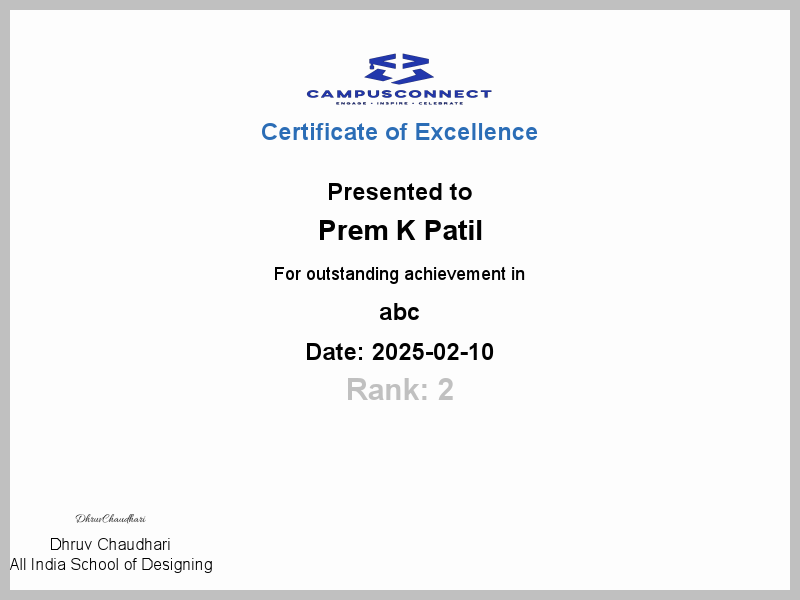 CAMPUSCONNECT
ENGAGE • INSPIRE • CELEBRATE
Certificate of Excellence
Presented to
Prem K Patil
For outstanding achievement in
abc
Date: 2025-02-10
Rank: 2
DhruvChaudhari
Dhruv Chaudhari
All India School of Designing